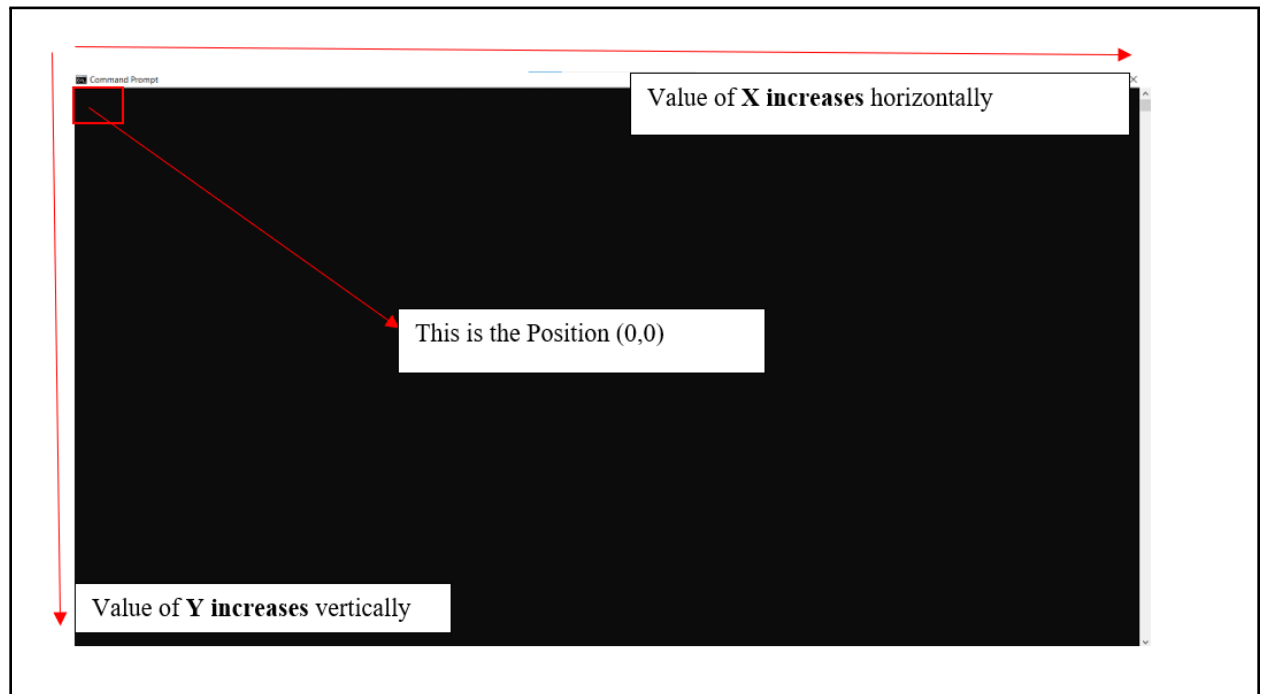 Command Prompt
Value of X increases horizontally
This is the Position (0,0)
Value of Y increases vertically